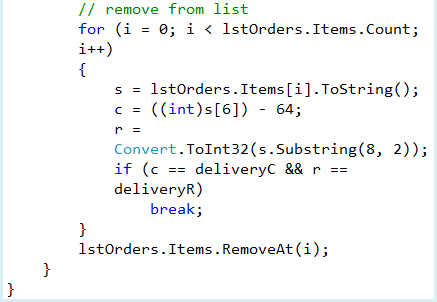 // remove from list
for (i = 0; i < lstOrders.Items.Count;
i++)
{
s = lstOrders.Items[i].ToString();
c = ((int)s[6]) - 64;
r =
Convert.ToInt32(s.Substring(8, 2));
if (c == deliveryC && r ==
deliveryR)
break;
}
lstOrders.Items.RemoveAt(i);
}
}